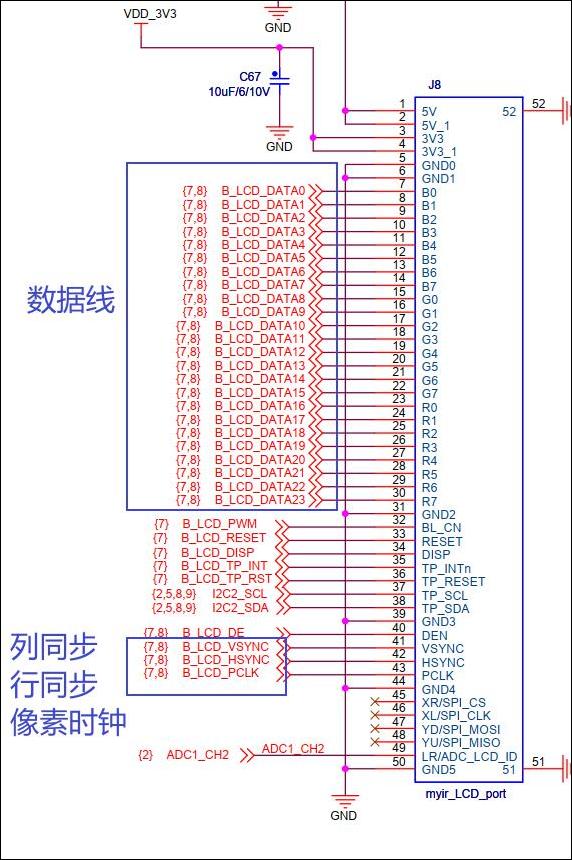 VDD_3V3
GND
C67
10uF/6/10V
GND
J8
1 5V 52 52
2 5V_1
3 3V3
4 3V3_1
5 GND0
6 GND1
{7,8} B_LCD_DATA0 7 B0
{7,8} B_LCD_DATA1 8 B1
{7,8} B_LCD_DATA2 9 B2
{7,8} B_LCD_DATA3 10 B3
{7,8} B_LCD_DATA4 11 B4
{7,8} B_LCD_DATA5 12 B5
{7,8} B_LCD_DATA6 13 B6
{7,8} B_LCD_DATA7 14 B7
数据线
{7,8} B_LCD_DATA8 15 G0
{7,8} B_LCD_DATA9 16 G1
{7,8} B_LCD_DATA10 17 G2
{7,8} B_LCD_DATA11 18 G3
{7,8} B_LCD_DATA12 19 G4
{7,8} B_LCD_DATA13 20 G5
{7,8} B_LCD_DATA14 21 G6
{7,8} B_LCD_DATA15 22 G7
{7,8} B_LCD_DATA16 23 R0
{7,8} B_LCD_DATA17 24 R1
{7,8} B_LCD_DATA18 25 R2
{7,8} B_LCD_DATA19 26 R3
{7,8} B_LCD_DATA20 27 R4
{7,8} B_LCD_DATA21 28 R5
{7,8} B_LCD_DATA22 29 R6
{7,8} B_LCD_DATA23 30 R7
31 GND2
{7} B_LCD_PWM 32 BL_CN
{7} B_LCD_RESET 33 RESET
{7} B_LCD_DISP 34 DISP
{7} B_LCD_TP_INT 35 TP_INTn
{7} B_LCD_TP_RST 36 TP_RESET
{2,5,8,9} I2C2_SCL 37 TP_SCL
{2,5,8,9} I2C2_SDA 38 TP_SDA
39 GND3
{7,8} B_LCD_DE 40 DEN
列同步
{7,8} B_LCD_VSYNC 41 VSYNC
{7,8} B_LCD_HSYNC 42 HSYNC
行同步
{7,8} B_LCD_PCLK 43 PCLK
44 GND4
45 XR/SPI_CS
像素时钟
46 XL/SPI_CLK
47 YD/SPI_MOSI
48 YU/SPI_MISO
{2} ADC1_CH2 ADC1_CH2 49 LR/ADC_LCD_ID
50 GND5 51 51
myir_LCD_port
GND